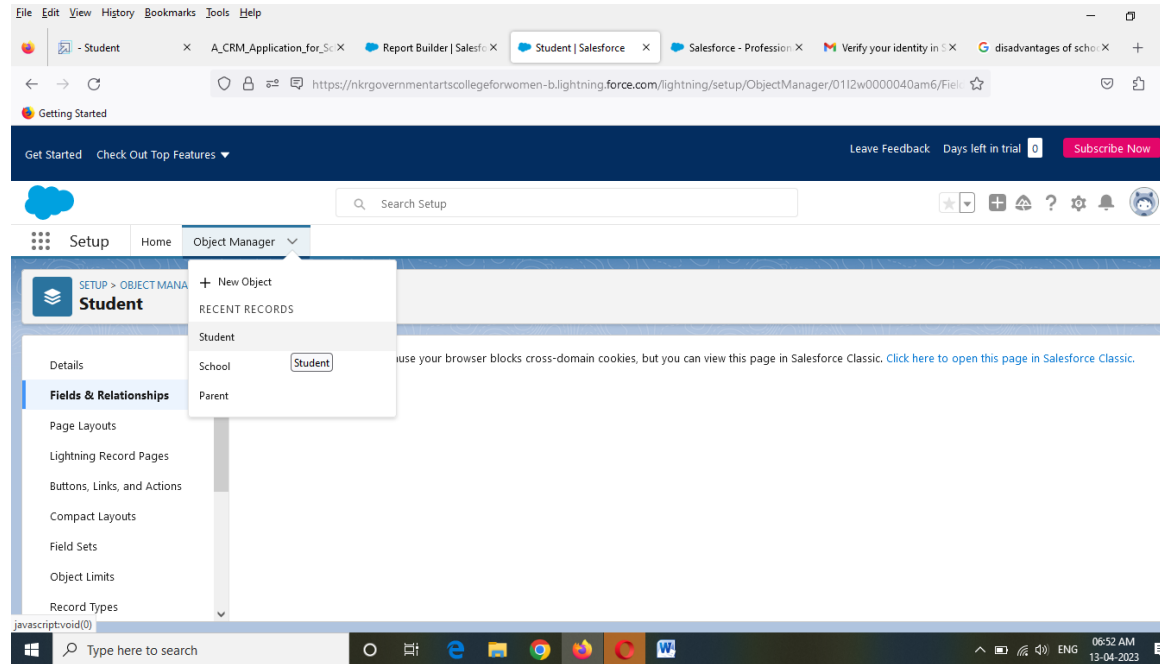 File Edit View History Bookmarks Tools Help
- Student × A_CRM_Application_for_Sc × Report Builder | Salesfo × Student | Salesforce × Salesforce - Profession × Verify your identity in S × disadvantages of schoo × +
https://nkrgovernmentartscollegeforwomen-b.lightning.force.com/lightning/setup/ObjectManager/01I2w0000040am6/Fiel
Getting Started
Get Started Check Out Top Features Leave Feedback Days left in trial 0 Subscribe Now
Search Setup
Setup Home Object Manager
+ New Object
SETUP > OBJECT MANA
Student
RECENT RECORDS
Student
School
Student
Parent
use your browser blocks cross-domain cookies, but you can view this page in Salesforce Classic. Click here to open this page in Salesforce Classic.
Details
Fields & Relationships
Page Layouts
Lightning Record Pages
Buttons, Links, and Actions
Compact Layouts
Field Sets
Object Limits
Record Types
javascript:void(0)
Type here to search ENG 06:52 AM
13-04-2023